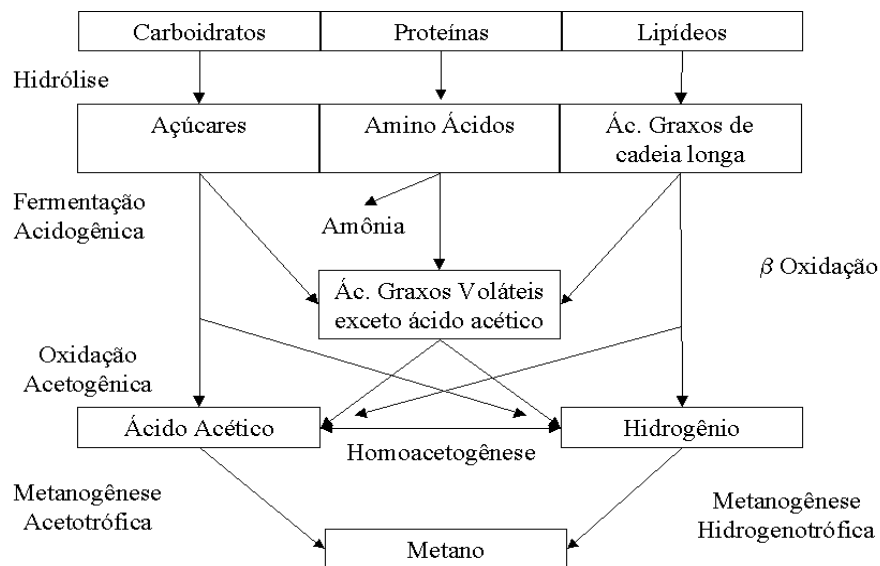 Carboidratos
Proteínas
Lipídeos
Hidrólise
Açúcares
Amino Ácidos
Ác. Graxos de
cadeia longa
Fermentação
Acidogênica
Amônia
β Oxidação
Ác. Graxos Voláteis
exceto ácido acético
Oxidação
Acetogênica
Ácido Acético
Hidrogênio
Homoacetogênese
Metanogênese
Acetotrófica
Metanogênese
Hidrogenotrófica
Metano